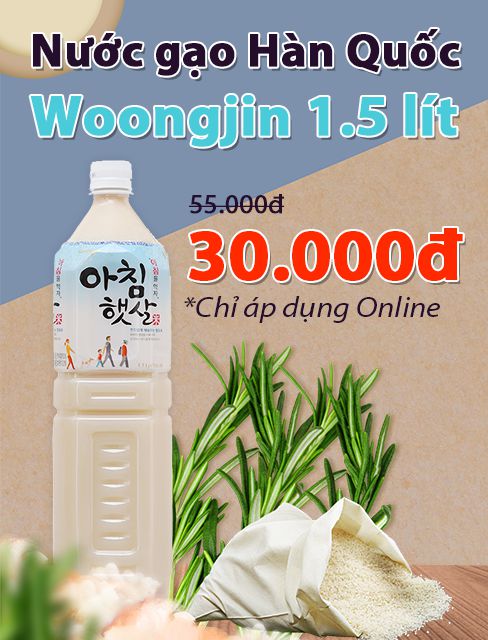 Nước gạo Hàn Quốc
Woongjin 1.5 lít
55.000đ
30.000đ
*Chỉ áp dụng Online
아침
햇살